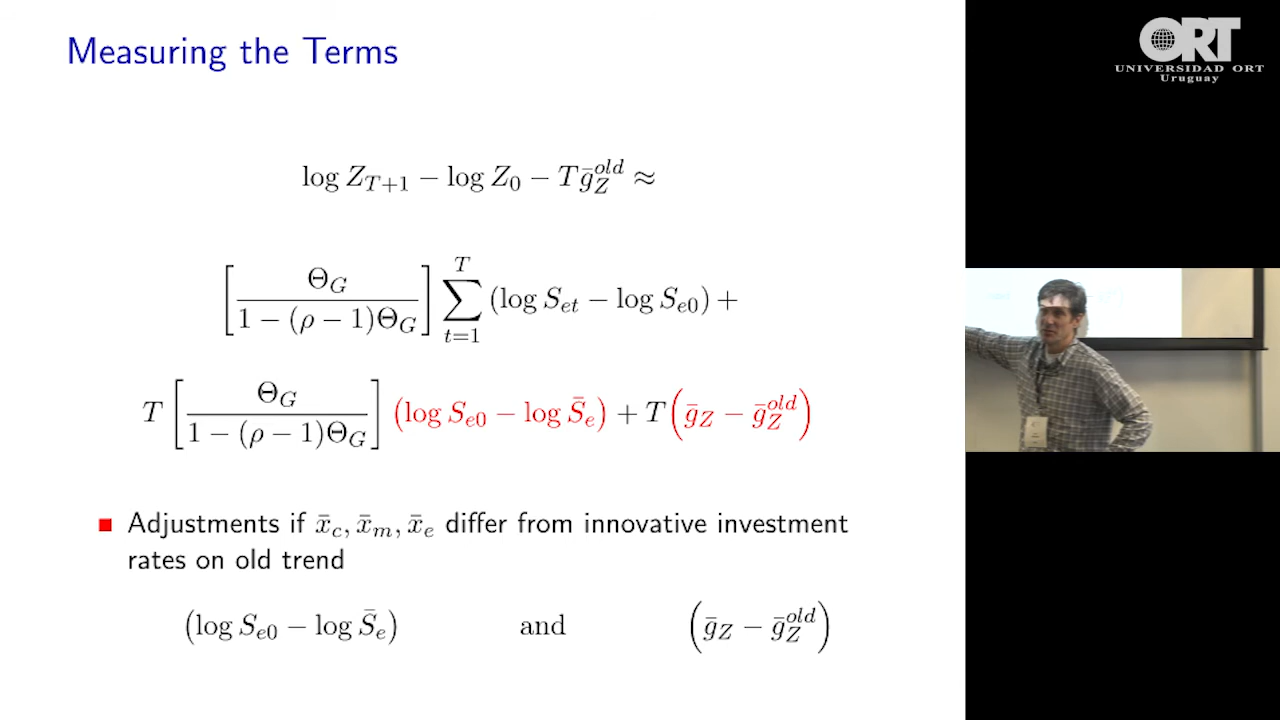 Measuring the Terms
ORT
UNIVERSIDAD ORT
Uruguay
log Z_{T+1} − log Z_0 − T ḡ_Z^{old} ≈
[ Θ_G / (1 − (ρ − 1)Θ_G) ] ∑_{t=1}^{T} (log S_{et} − log S_{e0}) +
T [ Θ_G / (1 − (ρ − 1)Θ_G) ] (log S_{e0} − log S̄_e) + T(ḡ_Z − ḡ_Z^{old})
Adjustments if x̄_c, x̄_m, x̄_e differ from innovative investment
rates on old trend
(log S_{e0} − log S̄_e) and (ḡ_Z − ḡ_Z^{old})